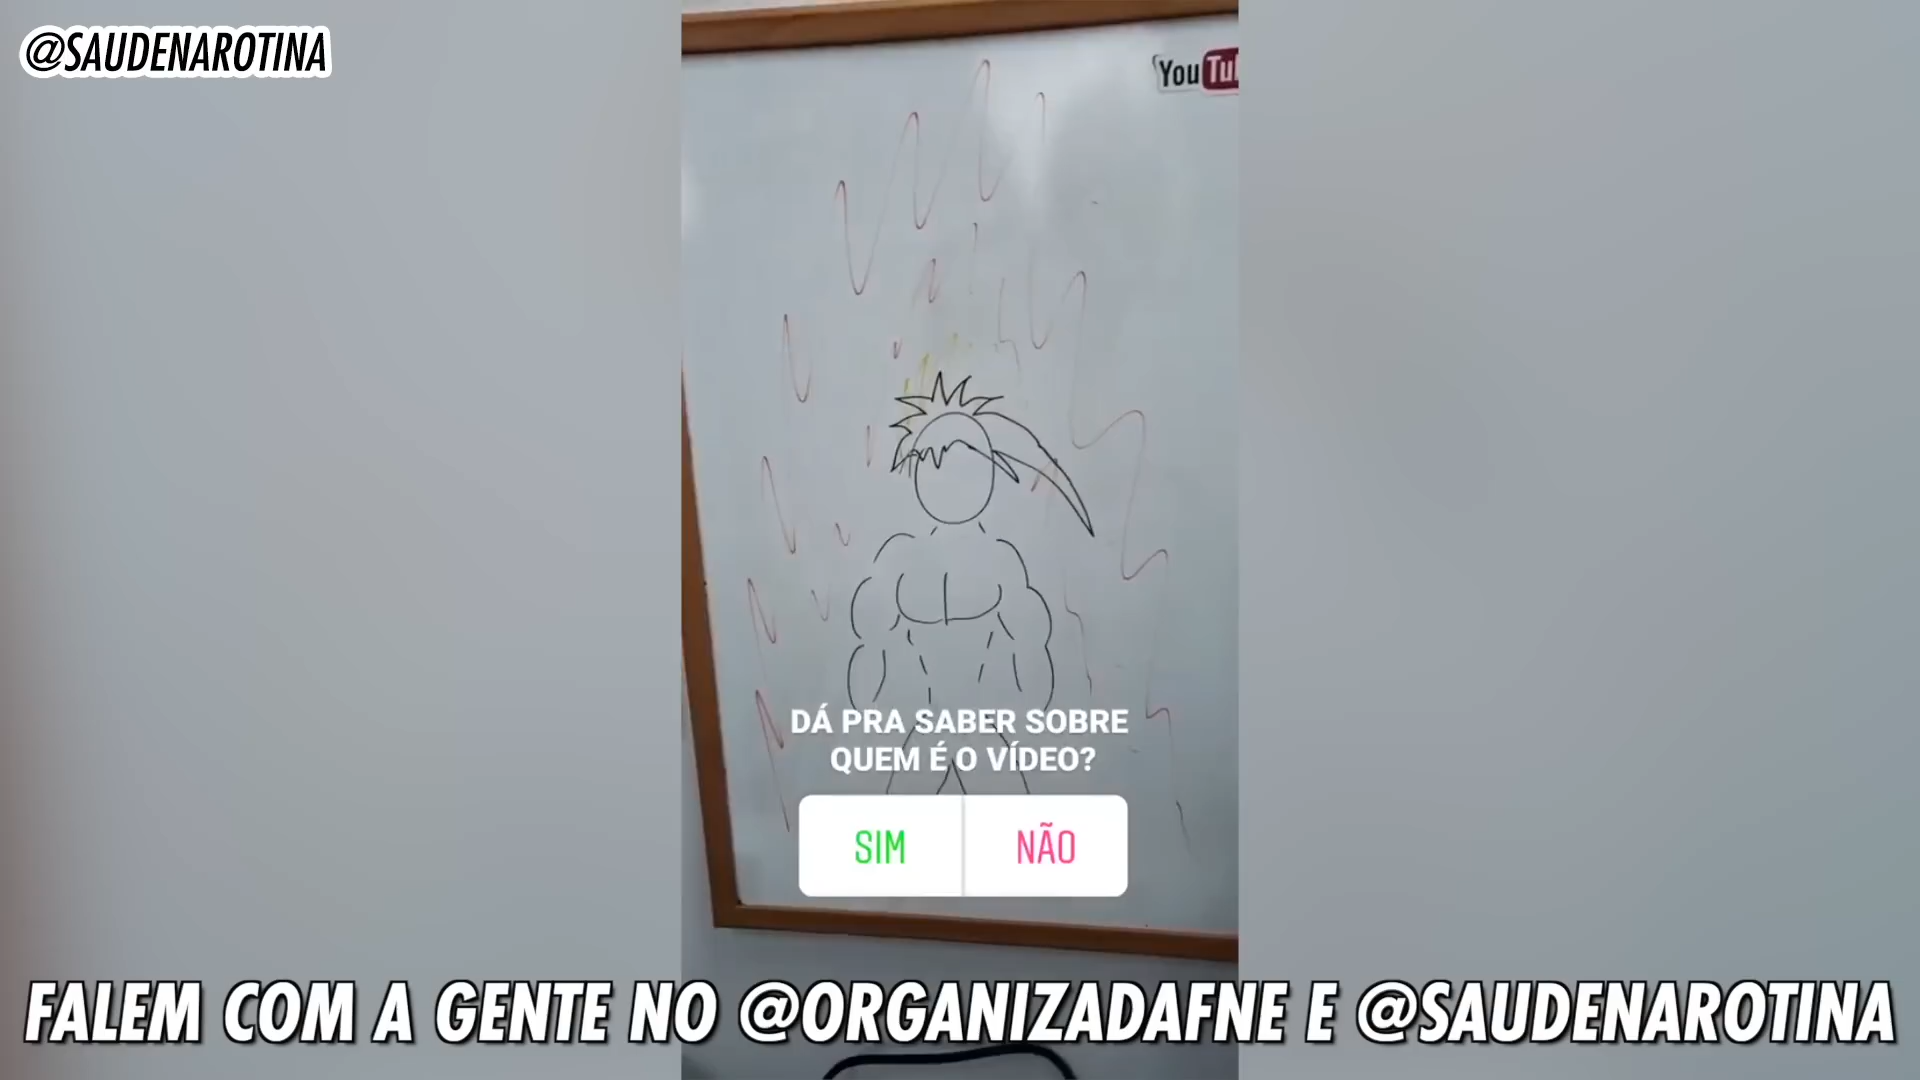 @SAUDENAROTINA
YouTu
DÁ PRA SABER SOBRE
QUEM É O VÍDEO?
SIM
NÃO
FALEM COM A GENTE NO @ORGANIZADAFNE E @SAUDENAROTINA